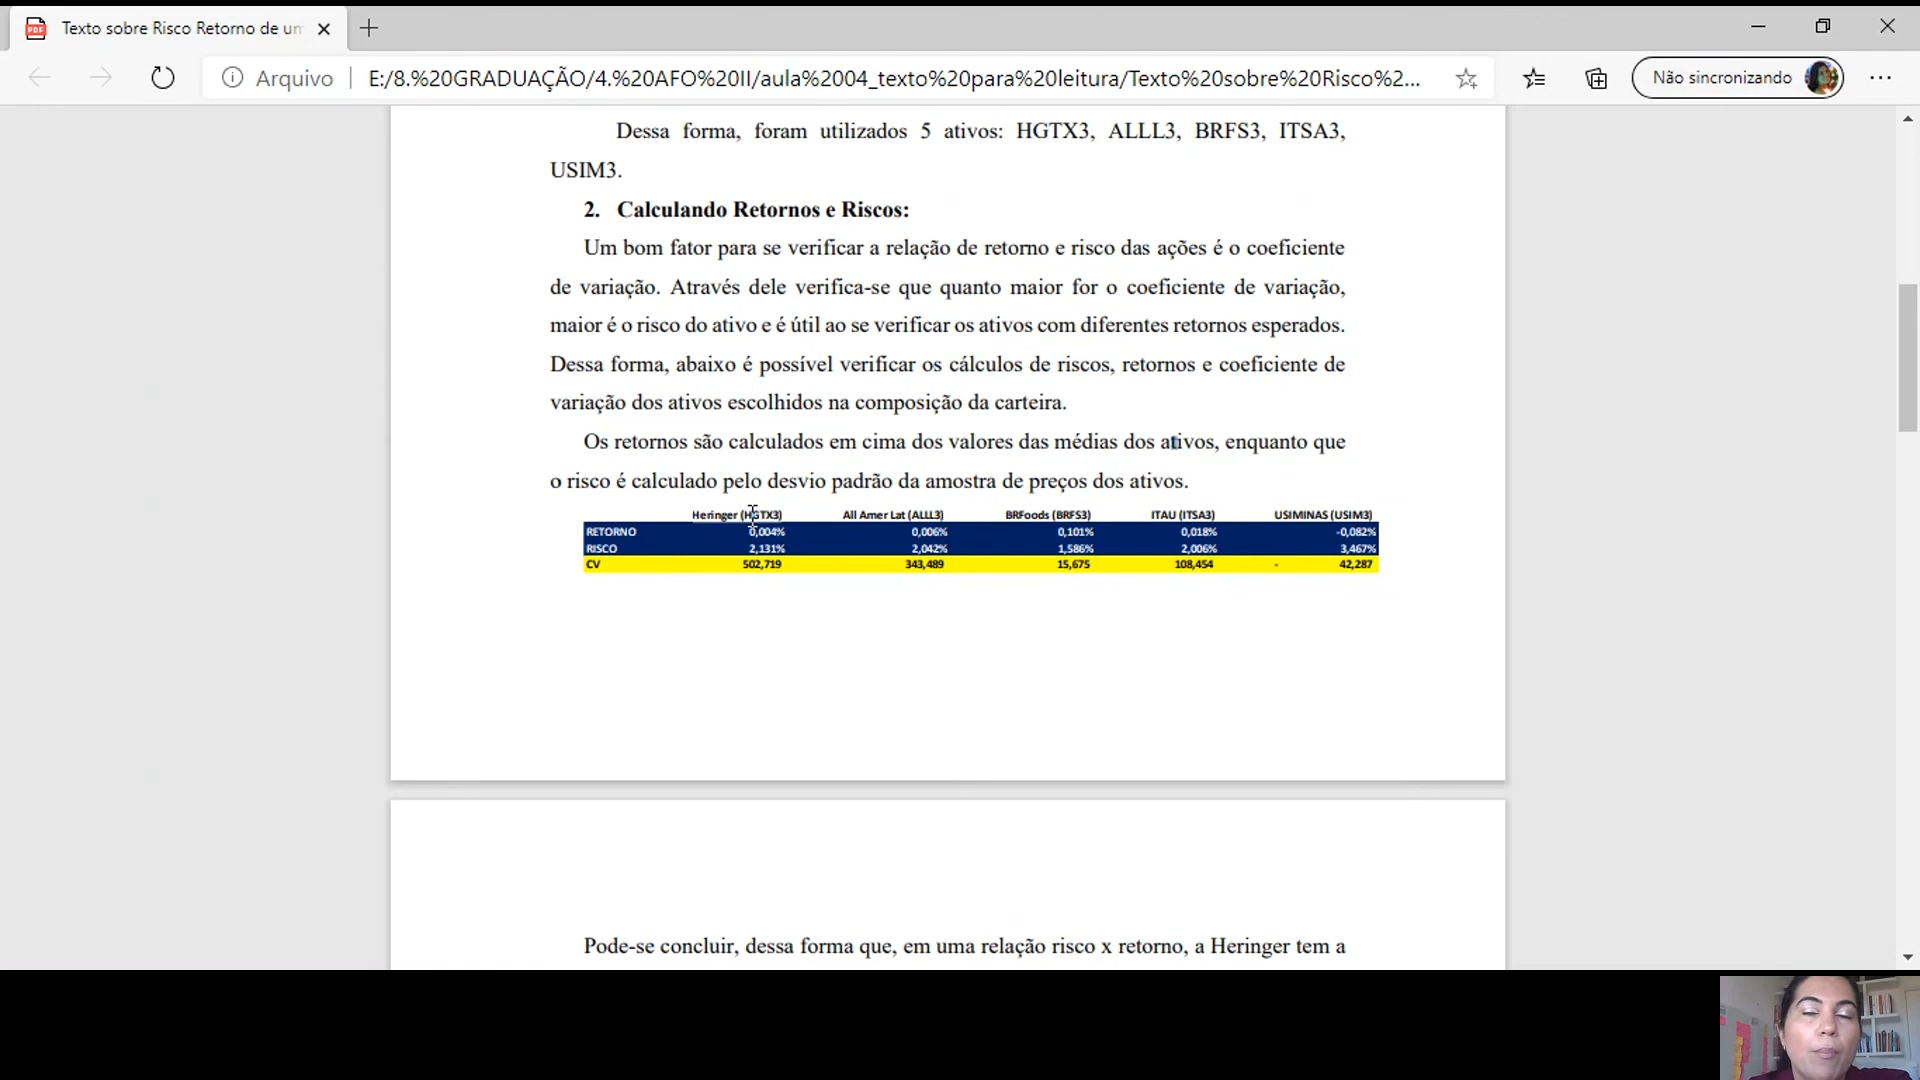 Texto sobre Risco Retorno de um
Arquivo
E:/8.%20GRADUAÇÃO/4.%20AFO%20II/aula%2004_texto%20para%20leitura/Texto%20sobre%20Risco%2...
Não sincronizando
Dessa forma, foram utilizados 5 ativos: HGTX3, ALLL3, BRFS3, ITSA3,
USIM3.
2. Calculando Retornos e Riscos:
Um bom fator para se verificar a relação de retorno e risco das ações é o coeficiente
de variação. Através dele verifica-se que quanto maior for o coeficiente de variação,
maior é o risco do ativo e é útil ao se verificar os ativos com diferentes retornos esperados.
Dessa forma, abaixo é possível verificar os cálculos de riscos, retornos e coeficiente de
variação dos ativos escolhidos na composição da carteira.
Os retornos são calculados em cima dos valores das médias dos ativos, enquanto que
o risco é calculado pelo desvio padrão da amostra de preços dos ativos.
Heringer (HGTX3) All Amer Lat (ALLL3) BRFoods (BRFS3) ITAU (ITSA3) USIMINAS (USIM3)
RETORNO 0,004% 0,006% 0,101% 0,018% -0,082%
RISCO 2,131% 2,042% 1,586% 2,006% 3,467%
CV 502,719 343,489 15,675 108,454 - 42,287
Pode-se concluir, dessa forma que, em uma relação risco x retorno, a Heringer tem a